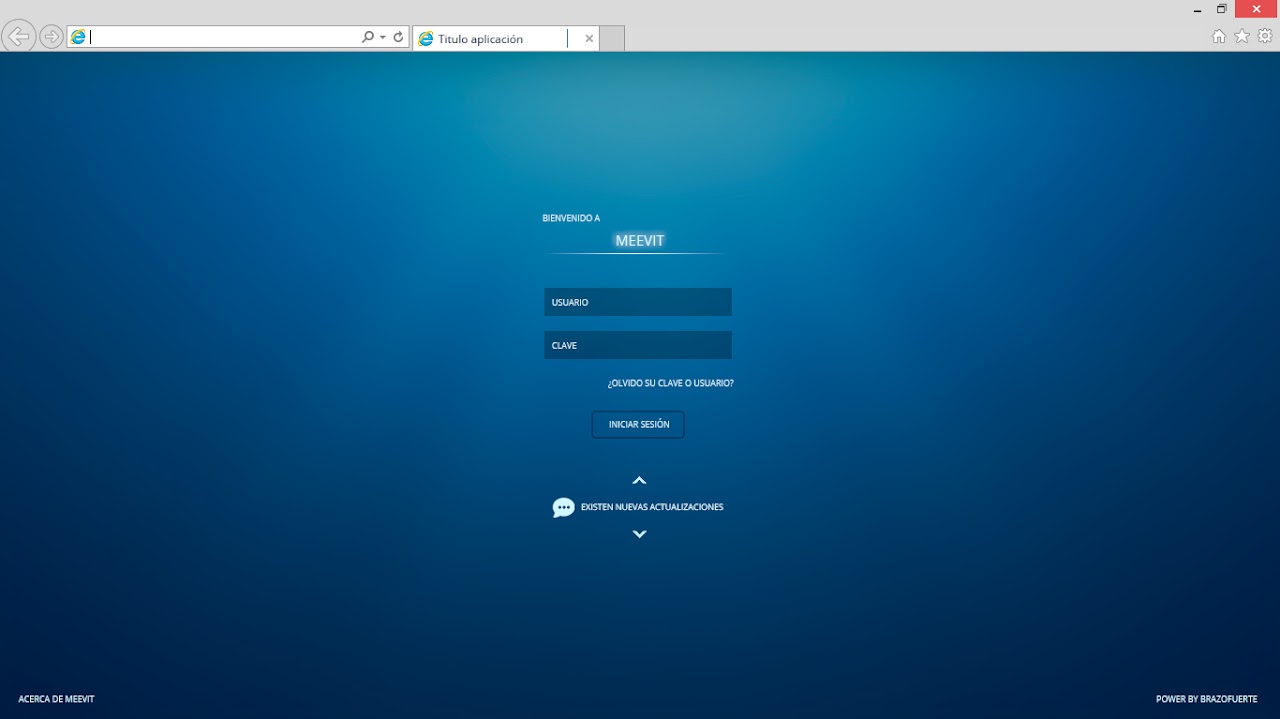 Titulo aplicación
BIENVENIDO A
MEEVIT
USUARIO
CLAVE
¿OLVIDO SU CLAVE O USUARIO?
INICIAR SESIÓN
EXISTEN NUEVAS ACTUALIZACIONES
ACERCA DE MEEVIT
POWER BY BRAZOFUERTE